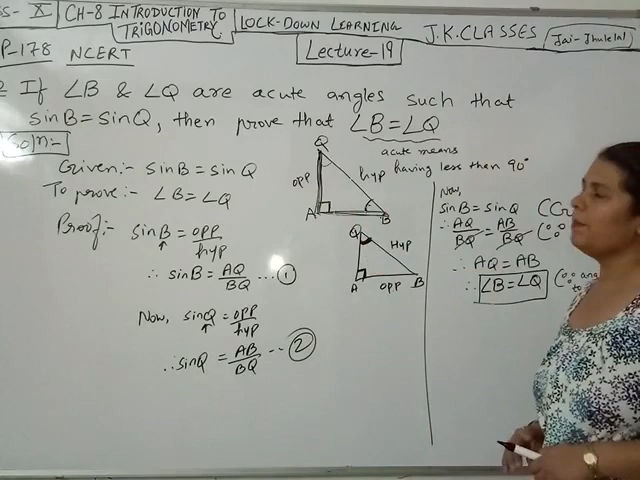 SS- X CH-8 INTRODUCTION TO TRIGONOMETRY LOCK-DOWN LEARNING J.K.CLASSES Jai-Jhulelal
P-178 NCERT Lecture-19
If ∠B & ∠Q are acute angles such that
sinB=sinQ, then prove that ∠B=∠Q
Soln:-
acute means
having less than 90°
Given:- sinB=sinQ
To prove:- ∠B=∠Q
Proof:- sinB=opp/hyp
∴ sinB=AQ/BQ ....①
Now, sinQ=opp/hyp
∴ sinQ=AB/BQ ...②
Q
opp
hyp
A
B
Q
Hyp
A
opp
B
Now,
sinB=sinQ
∴ AQ/BQ=AB/BQ
∴ AQ=AB
∴ ∠B=∠Q